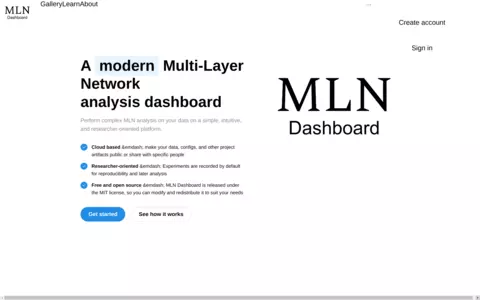 MLN
Dashboard
GalleryLearnAbout
Create account
Sign in
A modern Multi-Layer
Network
analysis dashboard
Perform complex MLN analysis on your data on a simple, intuitive,
and researcher-oriented platform.
Cloud based &emdash; make your data, configs, and other project
artifacts public or share with specific people
Researcher-oriented &emdash; Experiments are recorded by default
for reproducibility and later analysis
Free and open source &emdash; MLN Dashboard is released under
the MIT license, so you can modify and redistribute it to suit your needs
Get started
See how it works
MLN
Dashboard